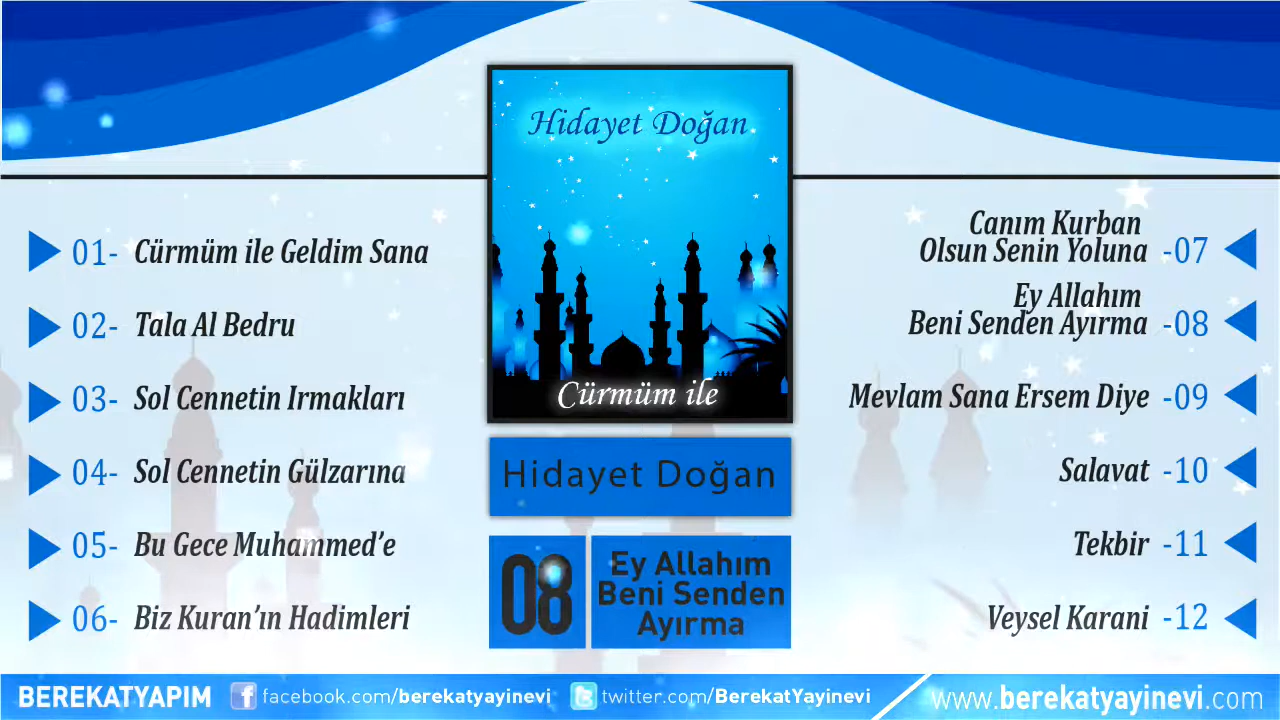 Hidayet Doğan
Cürmüm ile
01- Cürmüm ile Geldim Sana
02- Tala Al Bedru
03- Sol Cennetin Irmakları
04- Sol Cennetin Gülzarına
05- Bu Gece Muhammed’e
06- Biz Kuran’ın Hadimleri
Hidayet Doğan
08
Ey Allahım
Beni Senden
Ayırma
Canım Kurban
Olsun Senin Yoluna -07
Ey Allahım
Beni Senden Ayırma -08
Mevlam Sana Ersem Diye -09
Salavat -10
Tekbir -11
Veysel Karani -12
BEREKATYAPIM facebook.com/berekatyayinevi twitter.com/BerekatYayinevi www.berekatyayinevi.com